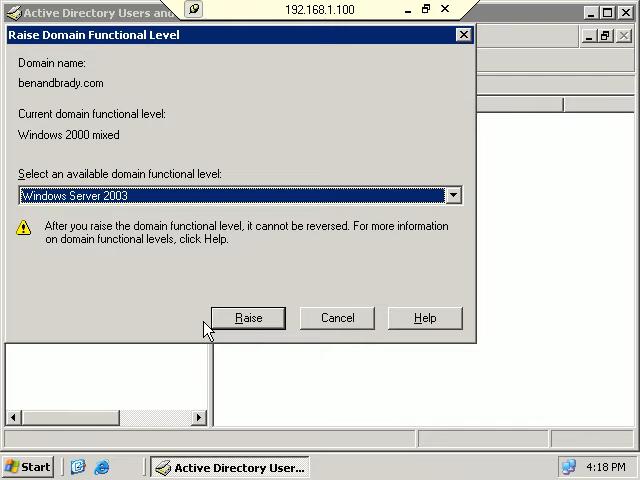 Active Directory Users and
192.168.1.100
Raise Domain Functional Level
Domain name:
benandbrady.com
Current domain functional level:
Windows 2000 mixed
Select an available domain functional level:
Windows Server 2003
After you raise the domain functional level, it cannot be reversed. For more information
on domain functional levels, click Help.
Raise
Cancel
Help
Start
Active Directory User...
4:18 PM